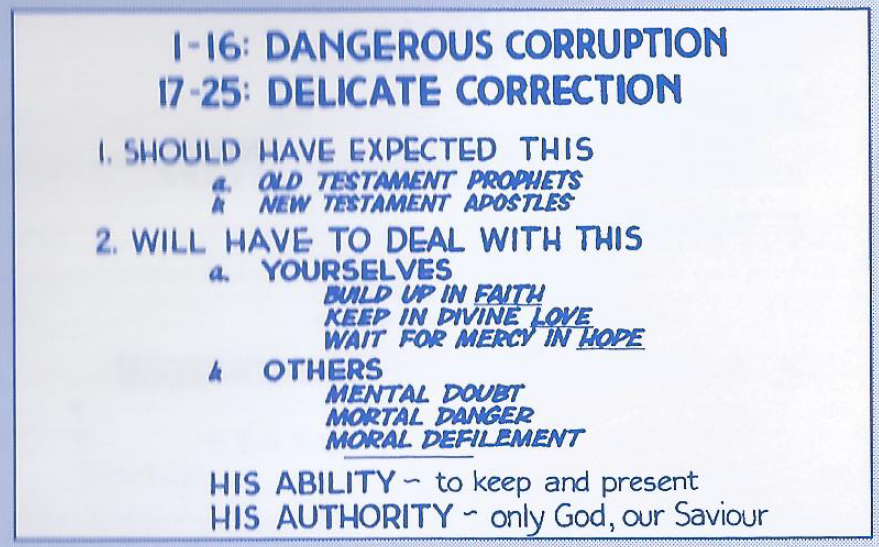 1-16: DANGEROUS CORRUPTION
17-25: DELICATE CORRECTION
1. SHOULD HAVE EXPECTED THIS
a. OLD TESTAMENT PROPHETS
b NEW TESTAMENT APOSTLES
2. WILL HAVE TO DEAL WITH THIS
a. YOURSELVES
BUILD UP IN FAITH
KEEP IN DIVINE LOVE
WAIT FOR MERCY IN HOPE
b OTHERS
MENTAL DOUBT
MORTAL DANGER
MORAL DEFILEMENT
HIS ABILITY ~ to keep and present
HIS AUTHORITY ~ only God, our Saviour